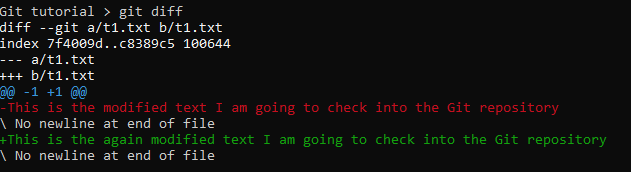 Git tutorial > git diff
diff --git a/t1.txt b/t1.txt
index 7f4009d..c8389c5 100644
--- a/t1.txt
+++ b/t1.txt
@@ -1 +1 @@
-This is the modified text I am going to check into the Git repository
\ No newline at end of file
+This is the again modified text I am going to check into the Git repository
\ No newline at end of file